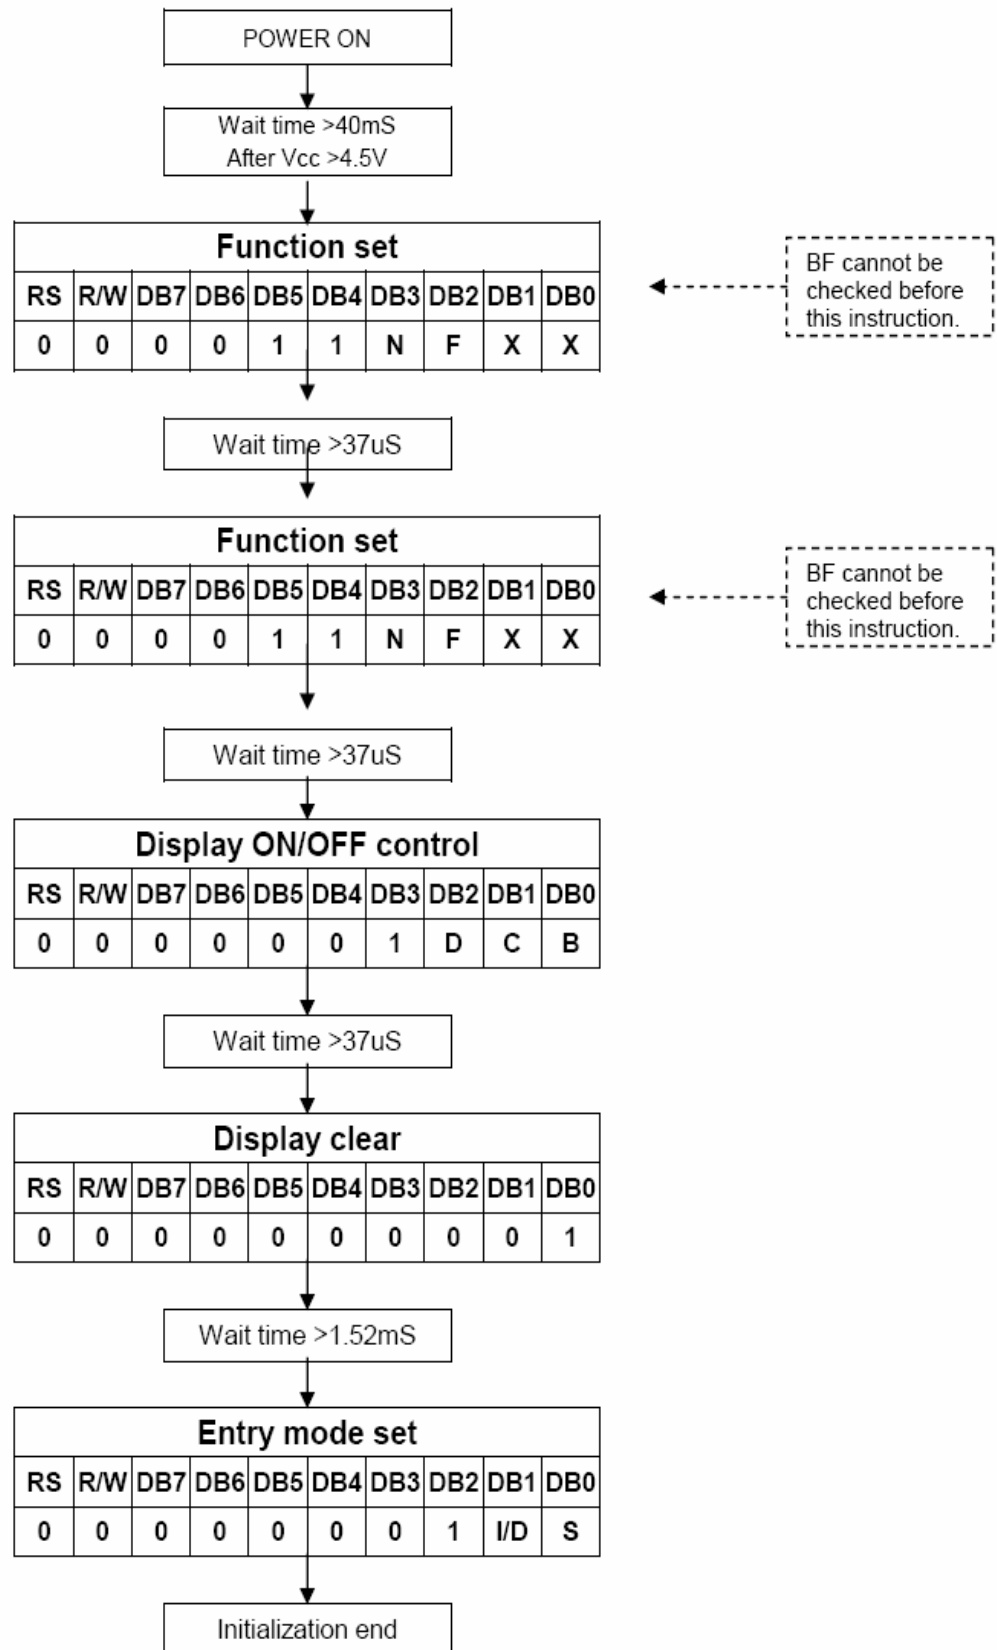 POWER ON
Wait time >40mS
After Vcc >4.5V
Function set
RS R/W DB7 DB6 DB5 DB4 DB3 DB2 DB1 DB0
0 0 0 0 1 1 N F X X
BF cannot be
checked before
this instruction.
Wait time >37uS
Function set
RS R/W DB7 DB6 DB5 DB4 DB3 DB2 DB1 DB0
0 0 0 0 1 1 N F X X
BF cannot be
checked before
this instruction.
Wait time >37uS
Display ON/OFF control
RS R/W DB7 DB6 DB5 DB4 DB3 DB2 DB1 DB0
0 0 0 0 0 0 1 D C B
Wait time >37uS
Display clear
RS R/W DB7 DB6 DB5 DB4 DB3 DB2 DB1 DB0
0 0 0 0 0 0 0 0 0 1
Wait time >1.52mS
Entry mode set
RS R/W DB7 DB6 DB5 DB4 DB3 DB2 DB1 DB0
0 0 0 0 0 0 0 1 I/D S
Initialization end